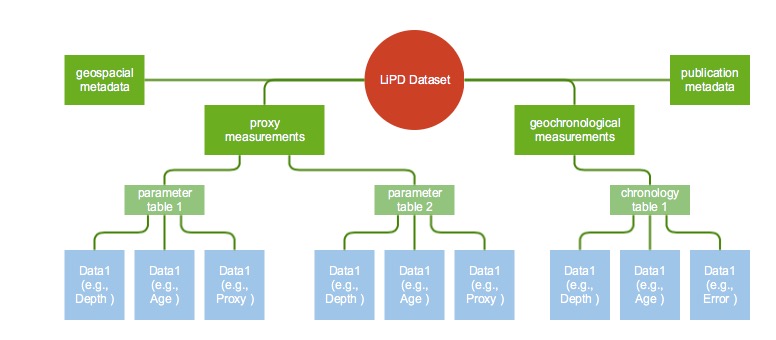 geospacial
metadata
LiPD Dataset
publication
metadata
proxy
measurements
geochronological
measurements
parameter
table 1
parameter
table 2
chronology
table 1
Data1
(e.g.,
Depth )
Data1
(e.g.,
Age )
Data1
(e.g.,
Proxy )
Data1
(e.g.,
Depth )
Data1
(e.g.,
Age )
Data1
(e.g.,
Proxy )
Data1
(e.g.,
Depth )
Data1
(e.g.,
Age )
Data1
(e.g.,
Error )